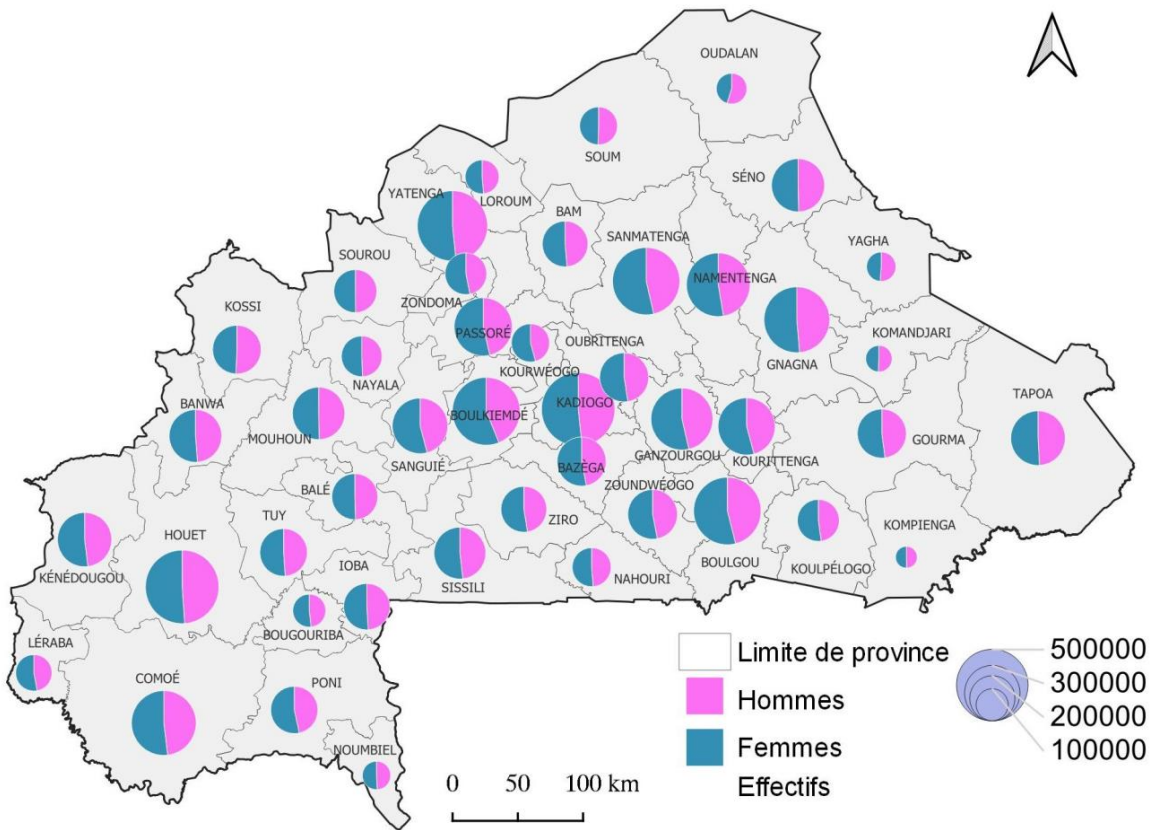 OUDALAN
SOUM
SÉNO
LOROUM
YATENGA
BAM
SANMATENGA
YAGHA
SOUROU
NAMENTENGA
ZONDOMA
KOSSI
PASSORÉ
OUBRITENGA
KOMANDJARI
KOURWÉOGO
GNAGNA
NAYALA
TAPOA
BANWA
KADIOGO
BOULKIEMDÉ
MOUHOUN
GOURMA
SANGUIÉ
GANZOURGOU
KOURITTENGA
BAZÈGA
ZOUNDWÉOGO
BALÉ
TUY
ZIRO
KOMPIENGA
HOUET
IOBA
BOULGOU
KOULPÉLOGO
KÉNÉDOUGOU
SISSILI
NAHOURI
BOUGOURIBA
LÉRABA
COMOÉ
PONI
NOUMBIEL
Limite de province
Hommes
Femmes
Effectifs
500000
300000
200000
100000
0 50 100 km